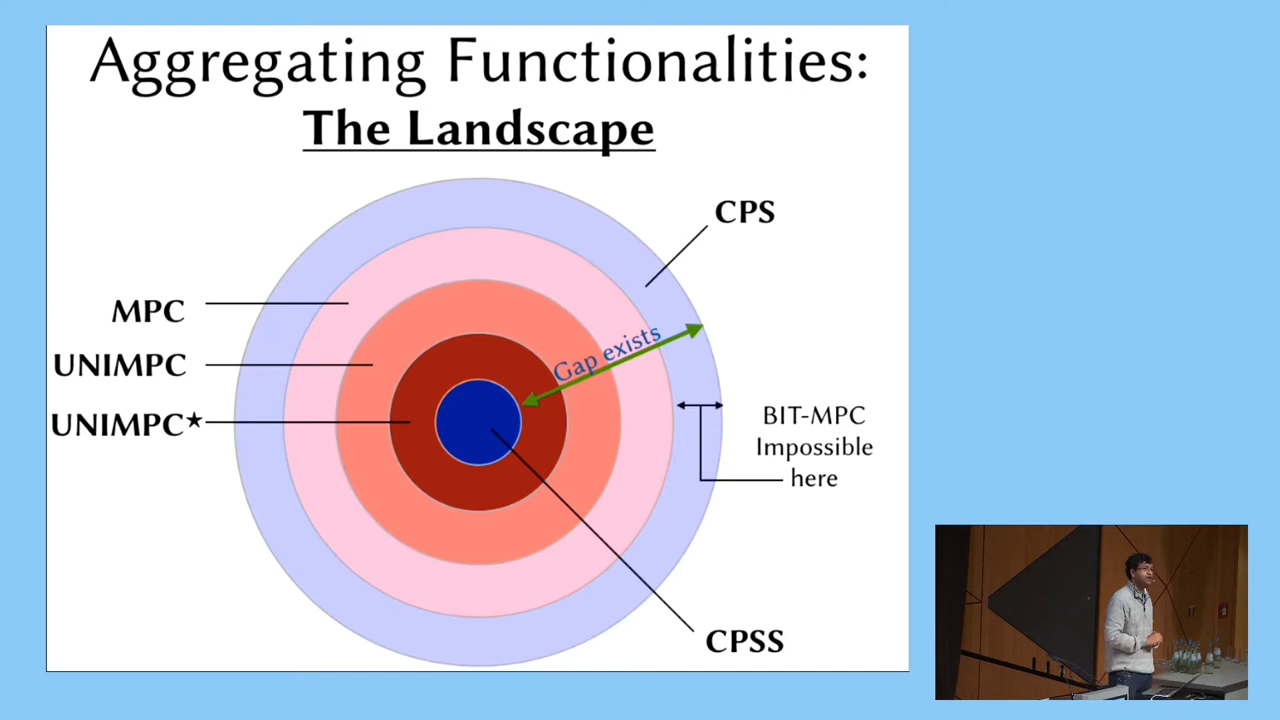 Aggregating Functionalities:
The Landscape
CPS
MPC
Gap exists
UNIMPC
UNIMPC★
BIT-MPC
Impossible
here
CPSS